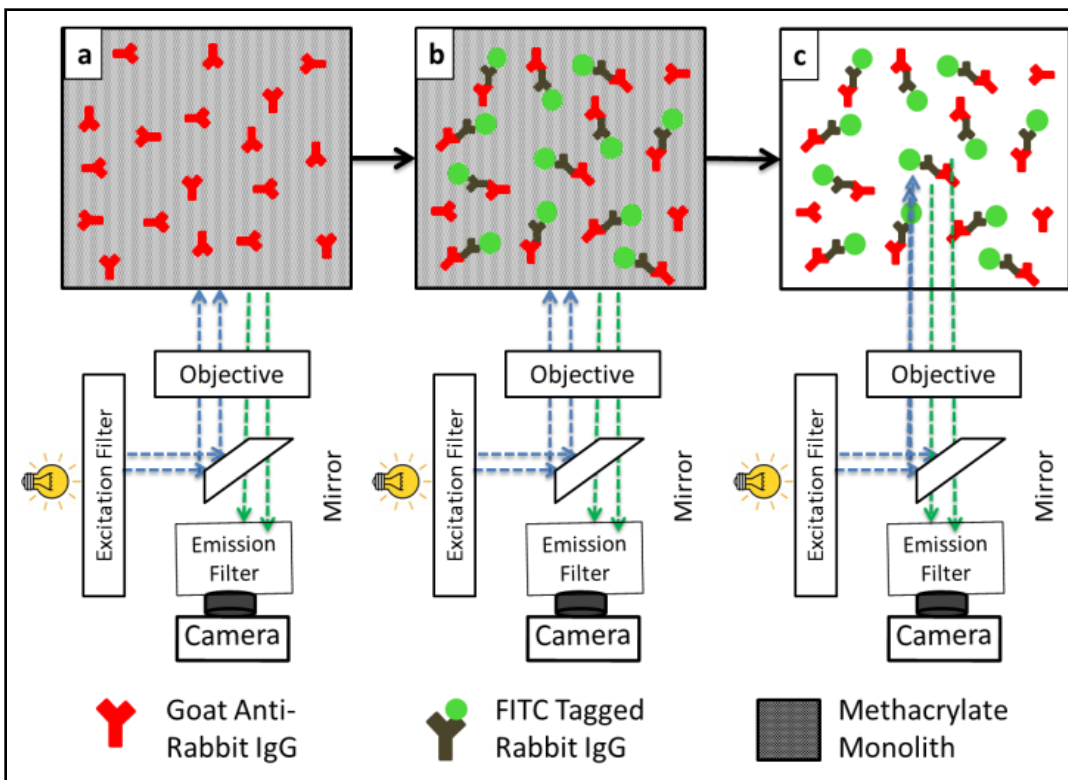 a
b
c
Objective
Objective
Objective
Excitation Filter
Mirror
Excitation Filter
Mirror
Excitation Filter
Mirror
Emission
Filter
Emission
Filter
Emission
Filter
Camera
Camera
Camera
Goat Anti-
Rabbit IgG
FITC Tagged
Rabbit IgG
Methacrylate
Monolith